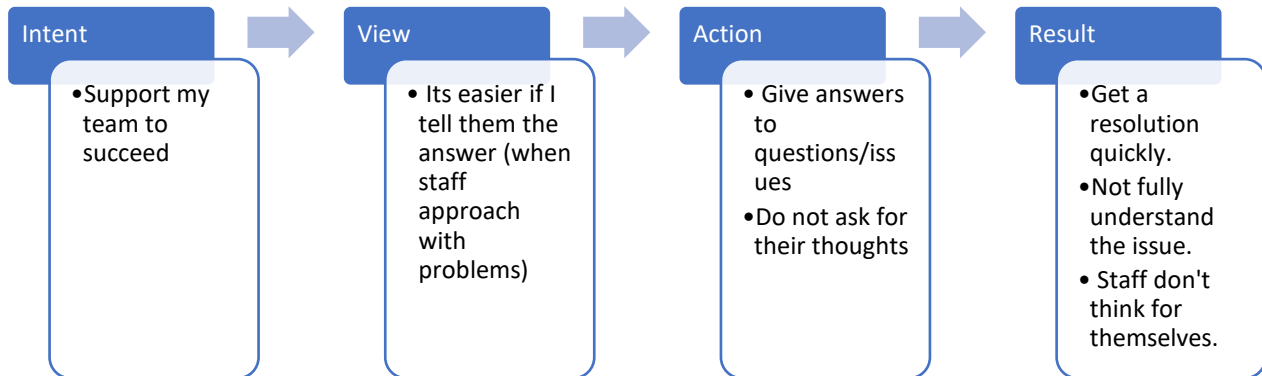 Intent
•Support my
team to
succeed
View
• Its easier if I
tell them the
answer (when
staff
approach
with
problems)
Action
• Give answers
to
questions/iss
ues
•Do not ask for
their thoughts
Result
•Get a
resolution
quickly.
•Not fully
understand
the issue.
• Staff don't
think for
themselves.